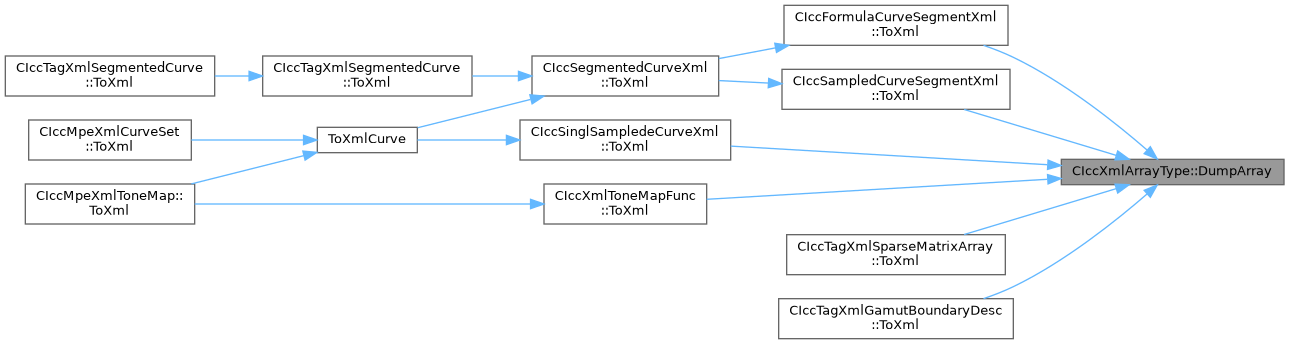 CIccFormulaCurveSegmentXml
::ToXml
CIccTagXmlSegmentedCurve
::ToXml
CIccTagXmlSegmentedCurve
::ToXml
CIccSegmentedCurveXml
::ToXml
CIccSampledCurveSegmentXml
::ToXml
CIccMpeXmlCurveSet
::ToXml
ToXmlCurve
CIccSinglSampledeCurveXml
::ToXml
CIccXmlArrayType::DumpArray
CIccMpeXmlToneMap::
ToXml
CIccXmlToneMapFunc
::ToXml
CIccTagXmlSparseMatrixArray
::ToXml
CIccTagXmlGamutBoundaryDesc
::ToXml